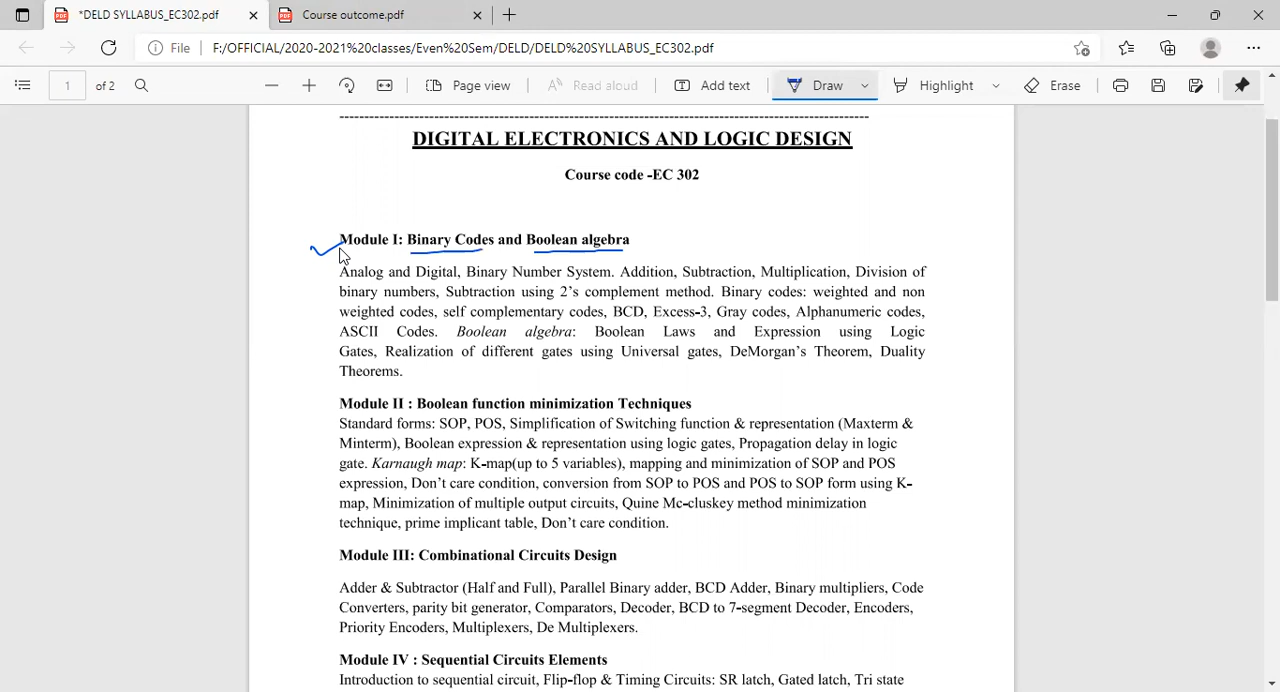 *DELD SYLLABUS_EC302.pdf
Course outcome.pdf
File F:/OFFICIAL/2020-2021%20classes/Even%20Sem/DELD/DELD%20SYLLABUS_EC302.pdf
1 of 2 Page view Read aloud Add text Draw Highlight Erase
DIGITAL ELECTRONICS AND LOGIC DESIGN
Course code -EC 302
Module I: Binary Codes and Boolean algebra
Analog and Digital, Binary Number System. Addition, Subtraction, Multiplication, Division of
binary numbers, Subtraction using 2’s complement method. Binary codes: weighted and non
weighted codes, self complementary codes, BCD, Excess-3, Gray codes, Alphanumeric codes,
ASCII Codes. Boolean algebra: Boolean Laws and Expression using Logic
Gates, Realization of different gates using Universal gates, DeMorgan’s Theorem, Duality
Theorems.
Module II : Boolean function minimization Techniques
Standard forms: SOP, POS, Simplification of Switching function & representation (Maxterm &
Minterm), Boolean expression & representation using logic gates, Propagation delay in logic
gate. Karnaugh map: K-map(up to 5 variables), mapping and minimization of SOP and POS
expression, Don’t care condition, conversion from SOP to POS and POS to SOP form using K-
map, Minimization of multiple output circuits, Quine Mc-cluskey method minimization
technique, prime implicant table, Don’t care condition.
Module III: Combinational Circuits Design
Adder & Subtractor (Half and Full), Parallel Binary adder, BCD Adder, Binary multipliers, Code
Converters, parity bit generator, Comparators, Decoder, BCD to 7-segment Decoder, Encoders,
Priority Encoders, Multiplexers, De Multiplexers.
Module IV : Sequential Circuits Elements
Introduction to sequential circuit, Flip-flop & Timing Circuits: SR latch, Gated latch, Tri state